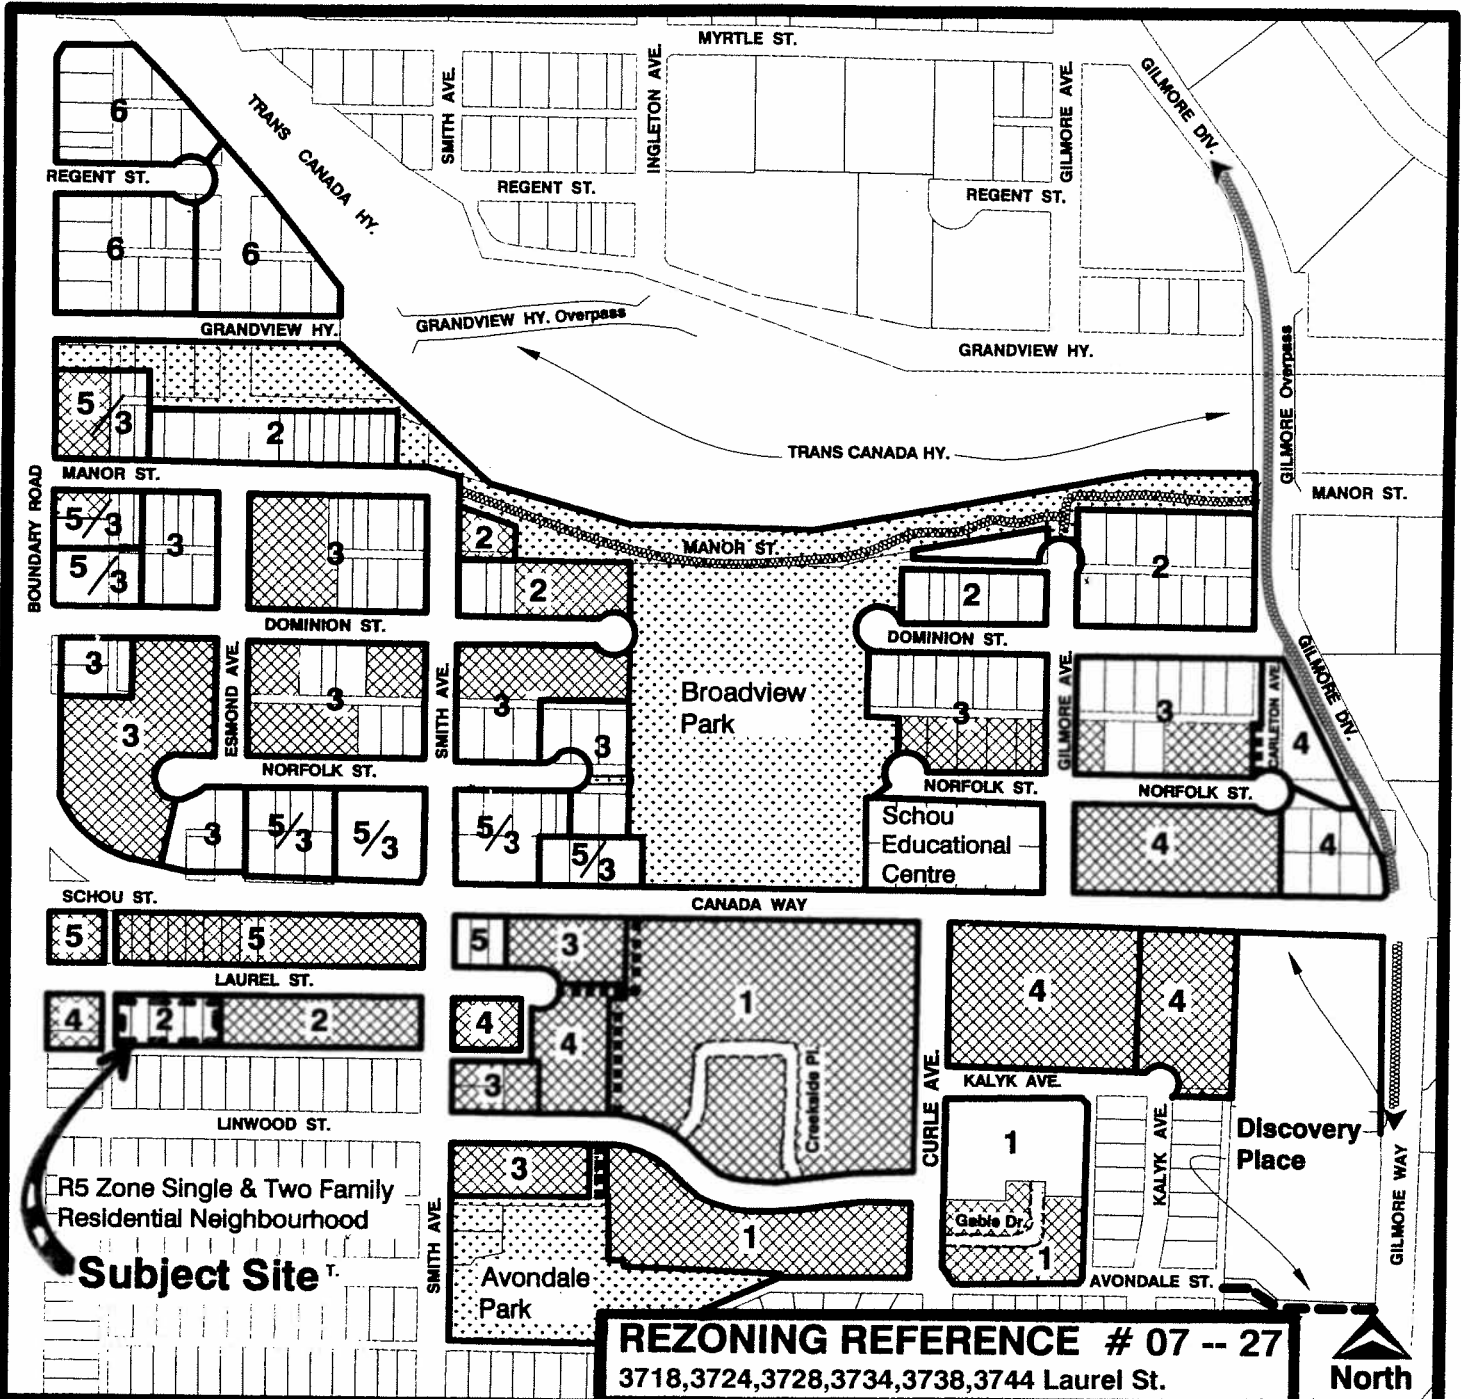 MYRTLE ST.
GILMORE DIV.
INGLETON AVE.
SMITH AVE.
GILMORE AVE.
TRANS CANADA HY.
6
REGENT ST.
REGENT ST.
REGENT ST.
6
6
GRANDVIEW HY.
GRANDVIEW HY. Overpass
GRANDVIEW HY.
GILMORE Overpass
5/3
2
TRANS CANADA HY.
BOUNDARY ROAD
MANOR ST.
MANOR ST.
5/3
3
3
2
MANOR ST.
2
5/3
2
2
DOMINION ST.
DOMINION ST.
GILMORE DIV.
3
ESMOND AVE.
SMITH AVE.
GILMORE AVE.
CARLETON AVE.
3
3
3
Broadview
Park
3
3
4
3
3
NORFOLK ST.
NORFOLK ST.
NORFOLK ST.
3
5/3
5/3
5/3
5/3
Schou
Educational
Centre
4
4
SCHOU ST.
CANADA WAY
5
5
5
3
LAUREL ST.
1
4
4
4
2
2
4
4
3
Creekside Pl.
CURLE AVE.
KALYK AVE.
LINWOOD ST.
1
KALYK AVE.
Discovery
Place
GILMORE WAY
3
R5 Zone Single & Two Family
Residential Neighbourhood
SMITH AVE.
1
Gable Dr.
1
Subject Site T.
Avondale
Park
AVONDALE ST.
REZONING REFERENCE # 07 -- 27
3718,3724,3728,3734,3738,3744 Laurel St.
North